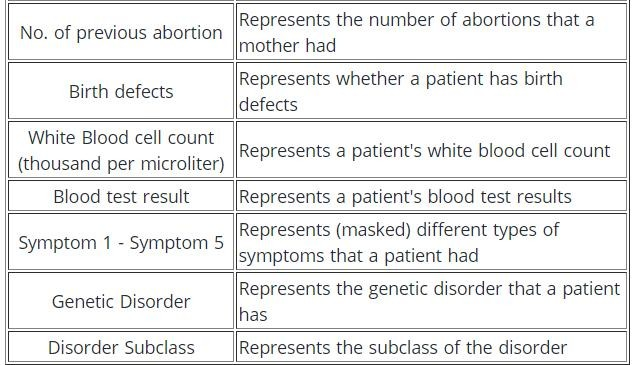 No. of previous abortion
Represents the number of abortions that a
mother had
Birth defects
Represents whether a patient has birth
defects
White Blood cell count
(thousand per microliter)
Represents a patient's white blood cell count
Blood test result
Represents a patient's blood test results
Symptom 1 - Symptom 5
Represents (masked) different types of
symptoms that a patient had
Genetic Disorder
Represents the genetic disorder that a patient
has
Disorder Subclass
Represents the subclass of the disorder